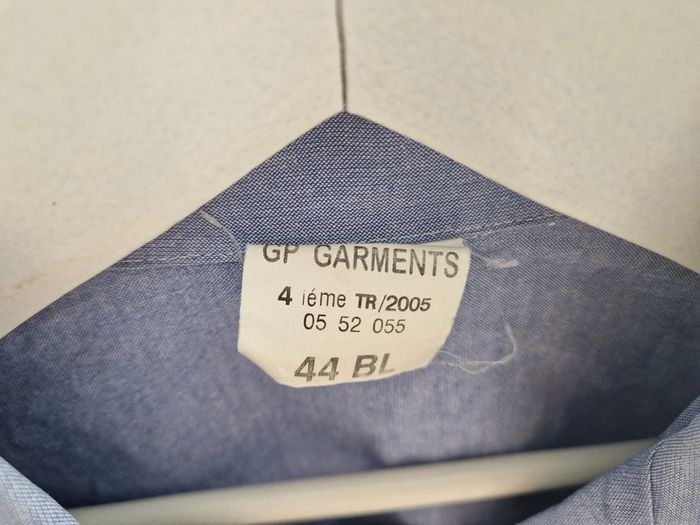 GP GARMENTS
4 iéme TR/2005
05 52 055
44 BL